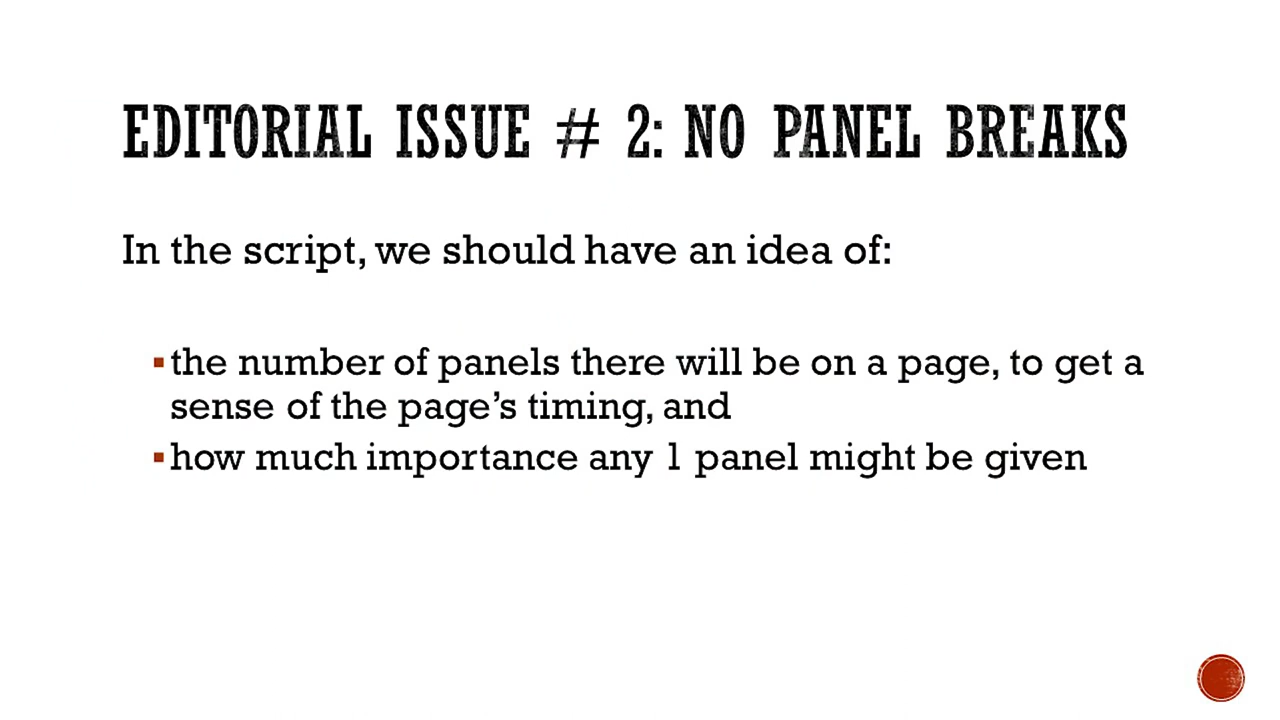 EDITORIAL ISSUE # 2: NO PANEL BREAKS
In the script, we should have an idea of:
▪the number of panels there will be on a page, to get a
sense of the page’s timing, and
▪how much importance any 1 panel might be given